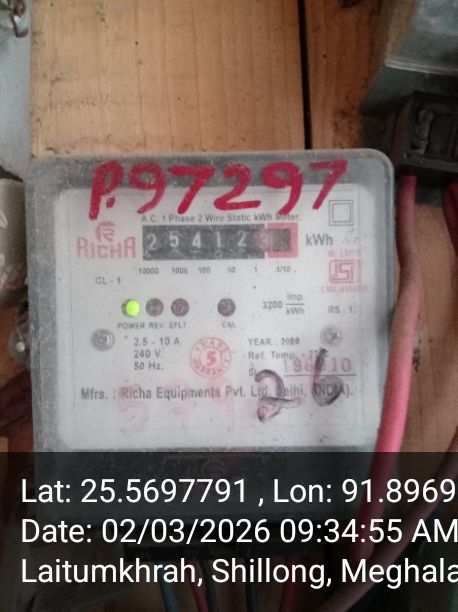 P.97297
A.C. 1 Phase 2 Wire Static kWh Meter.
RICHA
25412
kWh
10000 1000 100 10 1 1/10
CL - 1
POWER REV. EFLT CAL
3200 Imp./kWh
2.5 - 10 A
240 V.
50 Hz.
YEAR :
Ref. Temp.
Mfrs. : Richa Equipments Pvt. Ltd. Delhi, (INDIA).
Lat: 25.5697791 , Lon: 91.8969
Date: 02/03/2026 09:34:55 AM
Laitumkhrah, Shillong, Meghala